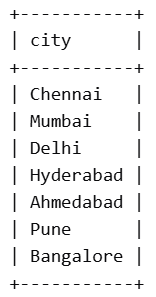 +-----------+
| city      |
+-----------+
| Chennai   |
| Mumbai    |
| Delhi     |
| Hyderabad |
| Ahmedabad |
| Pune      |
| Bangalore |
+-----------+